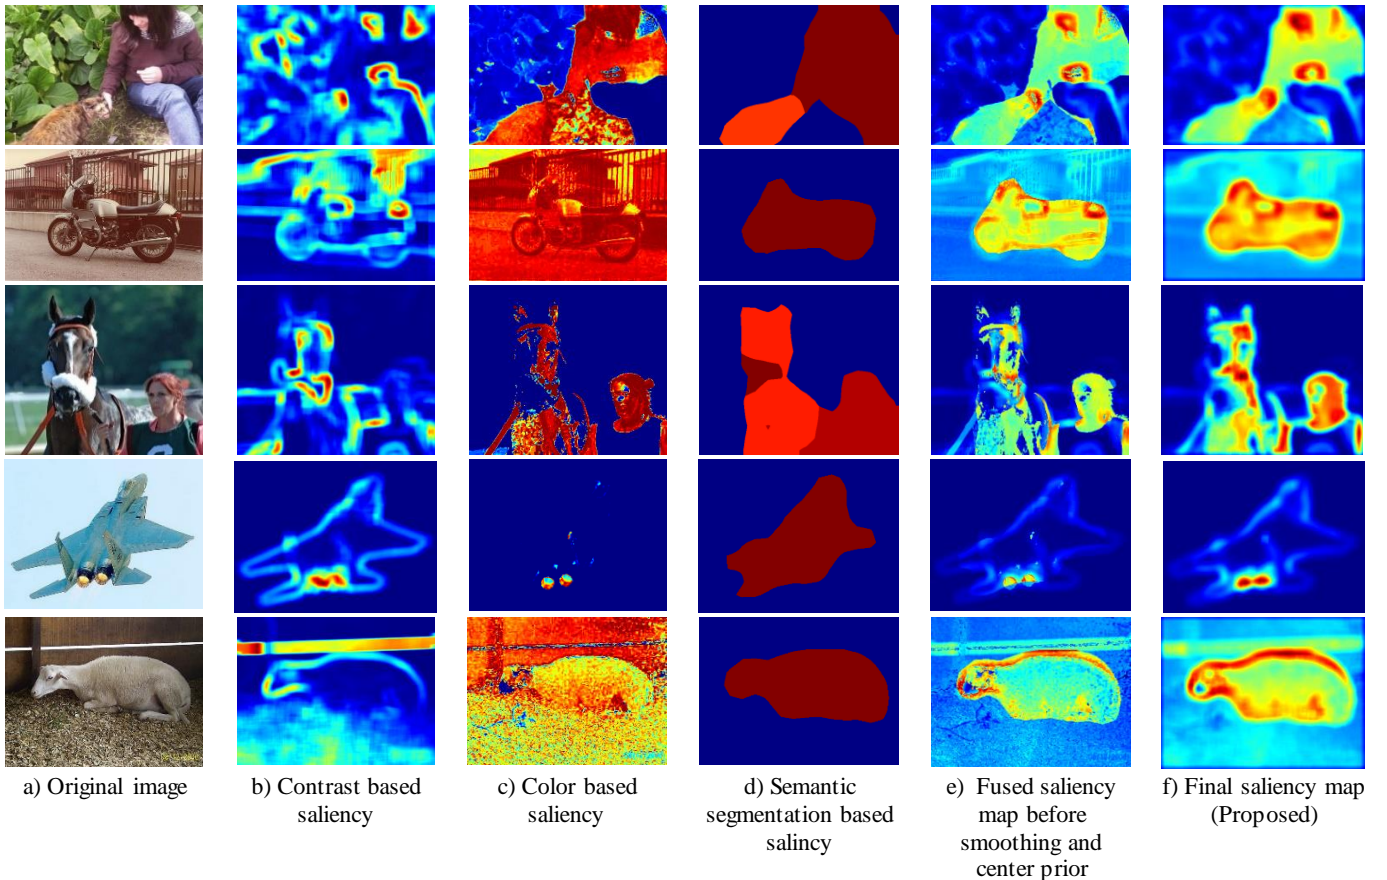 a) Original image
b) Contrast based
saliency
c) Color based
saliency
d) Semantic
segmentation based
salincy
e) Fused saliency
map before
smoothing and
center prior
f) Final saliency map
(Proposed)